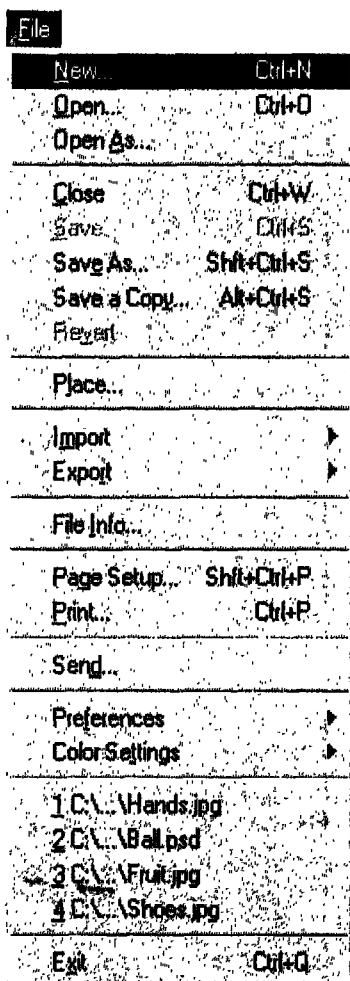 File
New... Ctrl+N
Open... Ctrl+O
Open As...
Close Ctrl+W
Save Ctrl+S
Save As... Shft+Ctrl+S
Save a Copy... Alt+Ctrl+S
Revert
Place...
Import
Export
File Info...
Page Setup... Shft+Ctrl+P
Print... Ctrl+P
Send...
Preferences
Color Settings
1 C:\...\Hands.jpg
2 C:\...\Ball.psd
3 C:\...\Fruit.jpg
4 C:\...\Shoes.jpg
Exit Ctrl+Q